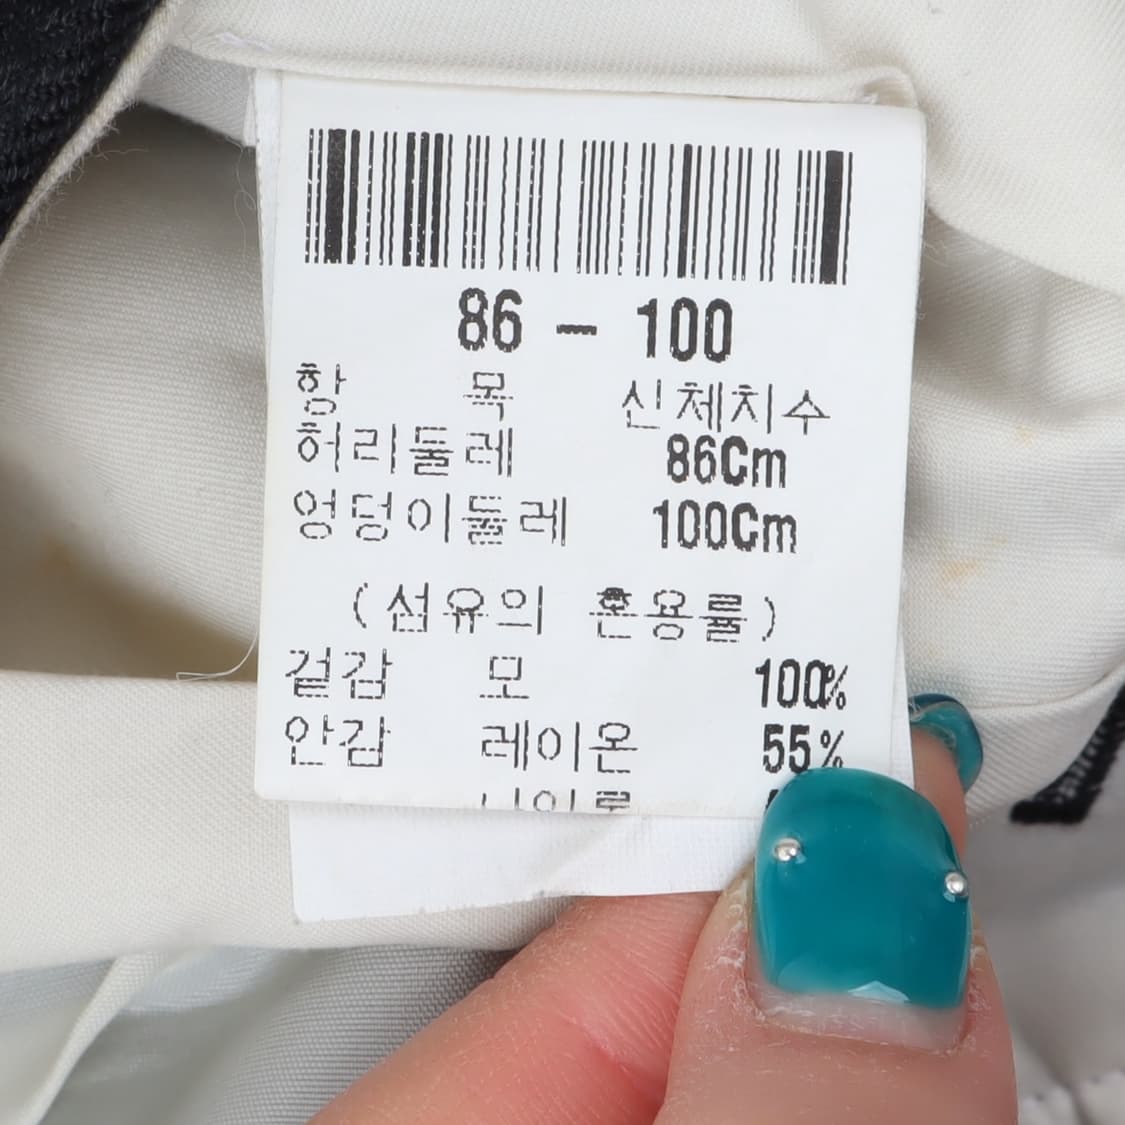 86 - 100
항 목 신체치수
허리둘레 86Cm
엉덩이둘레 100Cm
(섬유의 혼용률)
겉감 모 100%
안감 레이온 55%